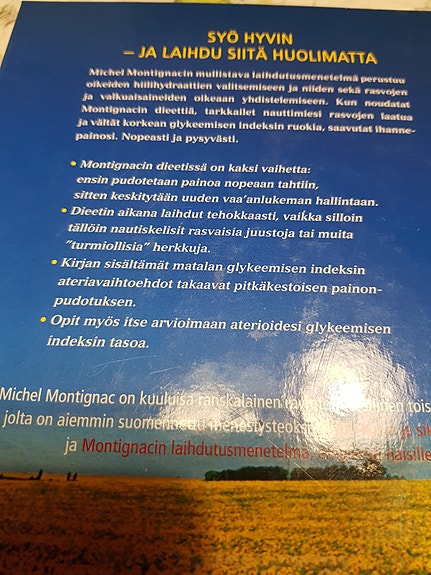 SYÖ HYVIN
– JA LAIHDU SIITÄ HUOLIMATTA
Michel Montignacin mullistava laihdutusmenetelmä perustuu
oikeiden hiilihydraattien valitsemiseen ja niiden sekä rasvojen
ja valkuaisaineiden oikeaan yhdistelemiseen. Kun noudatat
Montignacin dieettiä, tarkkailet nauttimiesi rasvojen laatua
ja vältät korkean glykeemisen indeksin ruokia, saavutat ihanne-
painosi. Nopeasti ja pysyvästi.
• Montignacin dieetissä on kaksi vaihetta:
ensin pudotetaan painoa nopeaan tahtiin,
sitten keskitytään uuden vaa'anlukeman hallintaan.
• Dieetin aikana laihdut tehokkaasti, vaikka silloin
tällöin nautiskelisit rasvaisia juustoja tai muita
"turmiollisia" herkkuja.
• Kirjan sisältämät matalan glykeemisen indeksin
ateriavaihtoehdot takaavat pitkäkestoisen painon-
pudotuksen.
• Opit myös itse arvioimaan aterioidesi glykeemisen
indeksin tasoa.
Michel Montignac on kuuluisa ranskalainen
jolta on aiemmin suomennettu menestysteok
ja Montignacin laihdutusmenetelmä, naisille